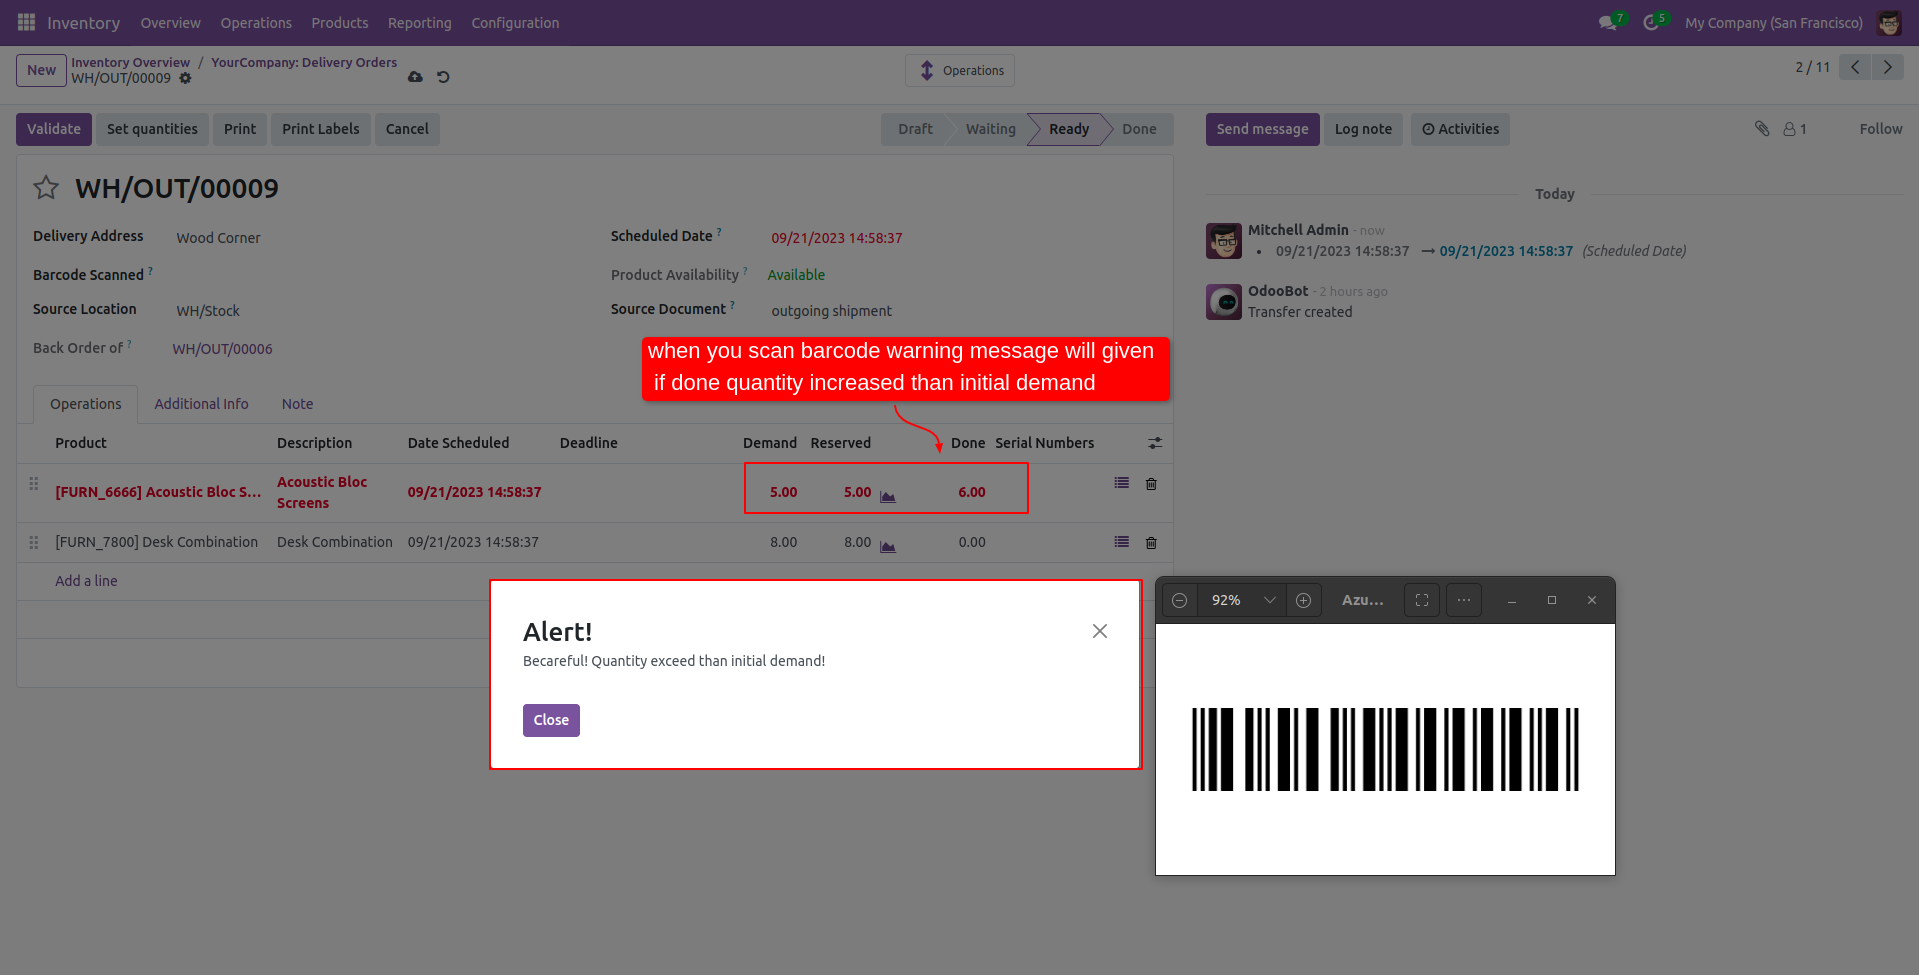 Inventory Overview Operations Products Reporting Configuration 7 5 My Company (San Francisco)
New Inventory Overview / YourCompany: Delivery Orders
WH/OUT/00009
Operations
2 / 11
Validate Set quantities Print Print Labels Cancel Draft Waiting Ready Done Send message Log note Activities 1 Follow
WH/OUT/00009
Today
Delivery Address Wood Corner
Scheduled Date ? 09/21/2023 14:58:37
Mitchell Admin - now
• 09/21/2023 14:58:37 → 09/21/2023 14:58:37 (Scheduled Date)
Barcode Scanned ?
Product Availability ? Available
OdooBot - 2 hours ago
Transfer created
Source Location WH/Stock
Source Document ? outgoing shipment
Back Order of ? WH/OUT/00006
when you scan barcode warning message will given
if done quantity increased than initial demand
Operations Additional Info Note
Product Description Date Scheduled Deadline Demand Reserved Done Serial Numbers
[FURN_6666] Acoustic Bloc S... Acoustic Bloc
Screens 09/21/2023 14:58:37 5.00 5.00 6.00
[FURN_7800] Desk Combination Desk Combination 09/21/2023 14:58:37 8.00 8.00 0.00
Add a line
Alert!
Becareful! Quantity exceed than initial demand!
Close
92% Azu...